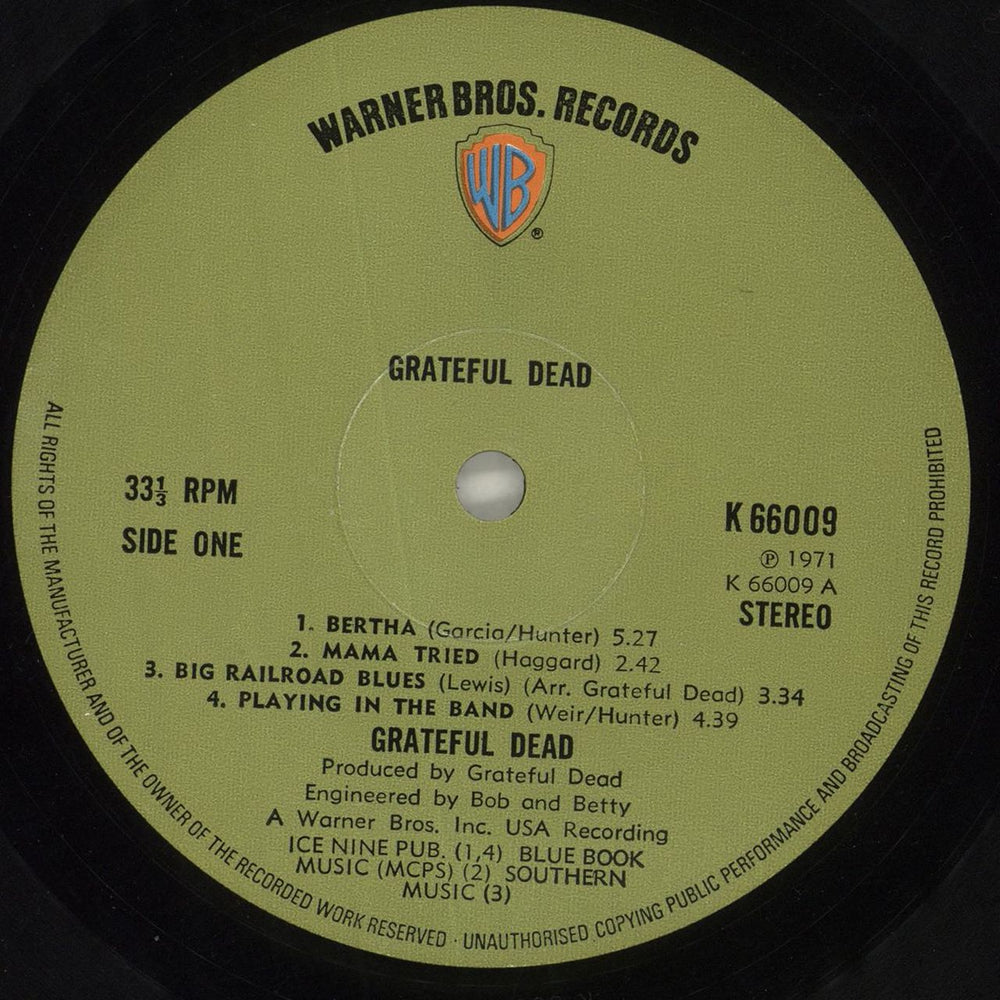 WARNER BROS. RECORDS
WB
®
GRATEFUL DEAD
33⅓ RPM
SIDE ONE
K 66009
℗ 1971
K 66009 A
STEREO
1. BERTHA (Garcia/Hunter) 5.27
2. MAMA TRIED (Haggard) 2.42
3. BIG RAILROAD BLUES (Lewis) (Arr. Grateful Dead) 3.34
4. PLAYING IN THE BAND (Weir/Hunter) 4.39
GRATEFUL DEAD
Produced by Grateful Dead
Engineered by Bob and Betty
A Warner Bros. Inc. USA Recording
ICE NINE PUB. (1,4) BLUE BOOK
MUSIC (MCPS) (2) SOUTHERN
MUSIC (3)
ALL RIGHTS OF THE MANUFACTURER AND OF THE OWNER OF THE RECORDED WORK RESERVED · UNAUTHORISED COPYING PUBLIC PERFORMANCE AND BROADCASTING OF THIS RECORD PROHIBITED